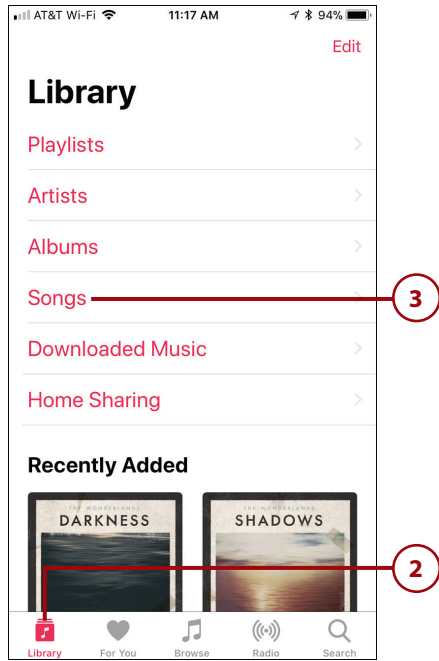 AT&T Wi-Fi 11:17 AM 94%
Edit
Library
Playlists
Artists
Albums
Songs
3
Downloaded Music
Home Sharing
Recently Added
THE WONDERLANDS
DARKNESS
THE WONDERLANDS
SHADOWS
2
Library For You Browse Radio Search